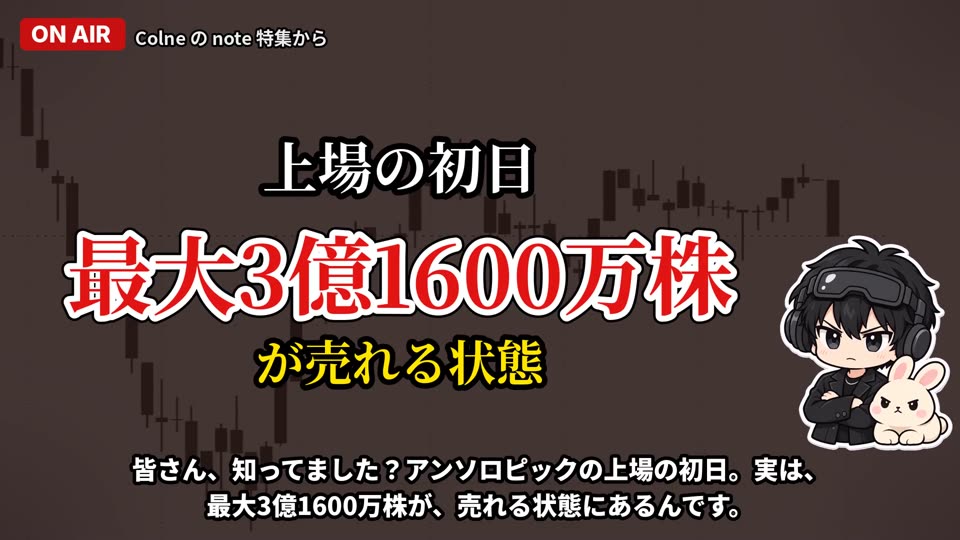 ON AIR
Colne の note 特集から
上場の初日
最大3億1600万株
が売れる状態
皆さん、知ってました？アンソロピックの上場の初日。実は、
最大3億1600万株が、売れる状態にあるんです。